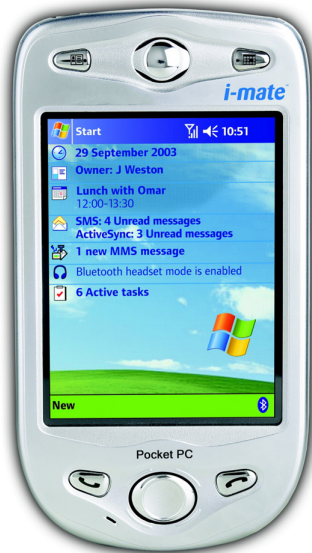 i-mate™
Start 10:51
29 September 2003
Owner: J Weston
Lunch with Omar
12:00-13:30
SMS: 4 Unread messages
ActiveSync: 3 Unread messages
1 new MMS message
Bluetooth headset mode is enabled
6 Active tasks
New
Pocket PC